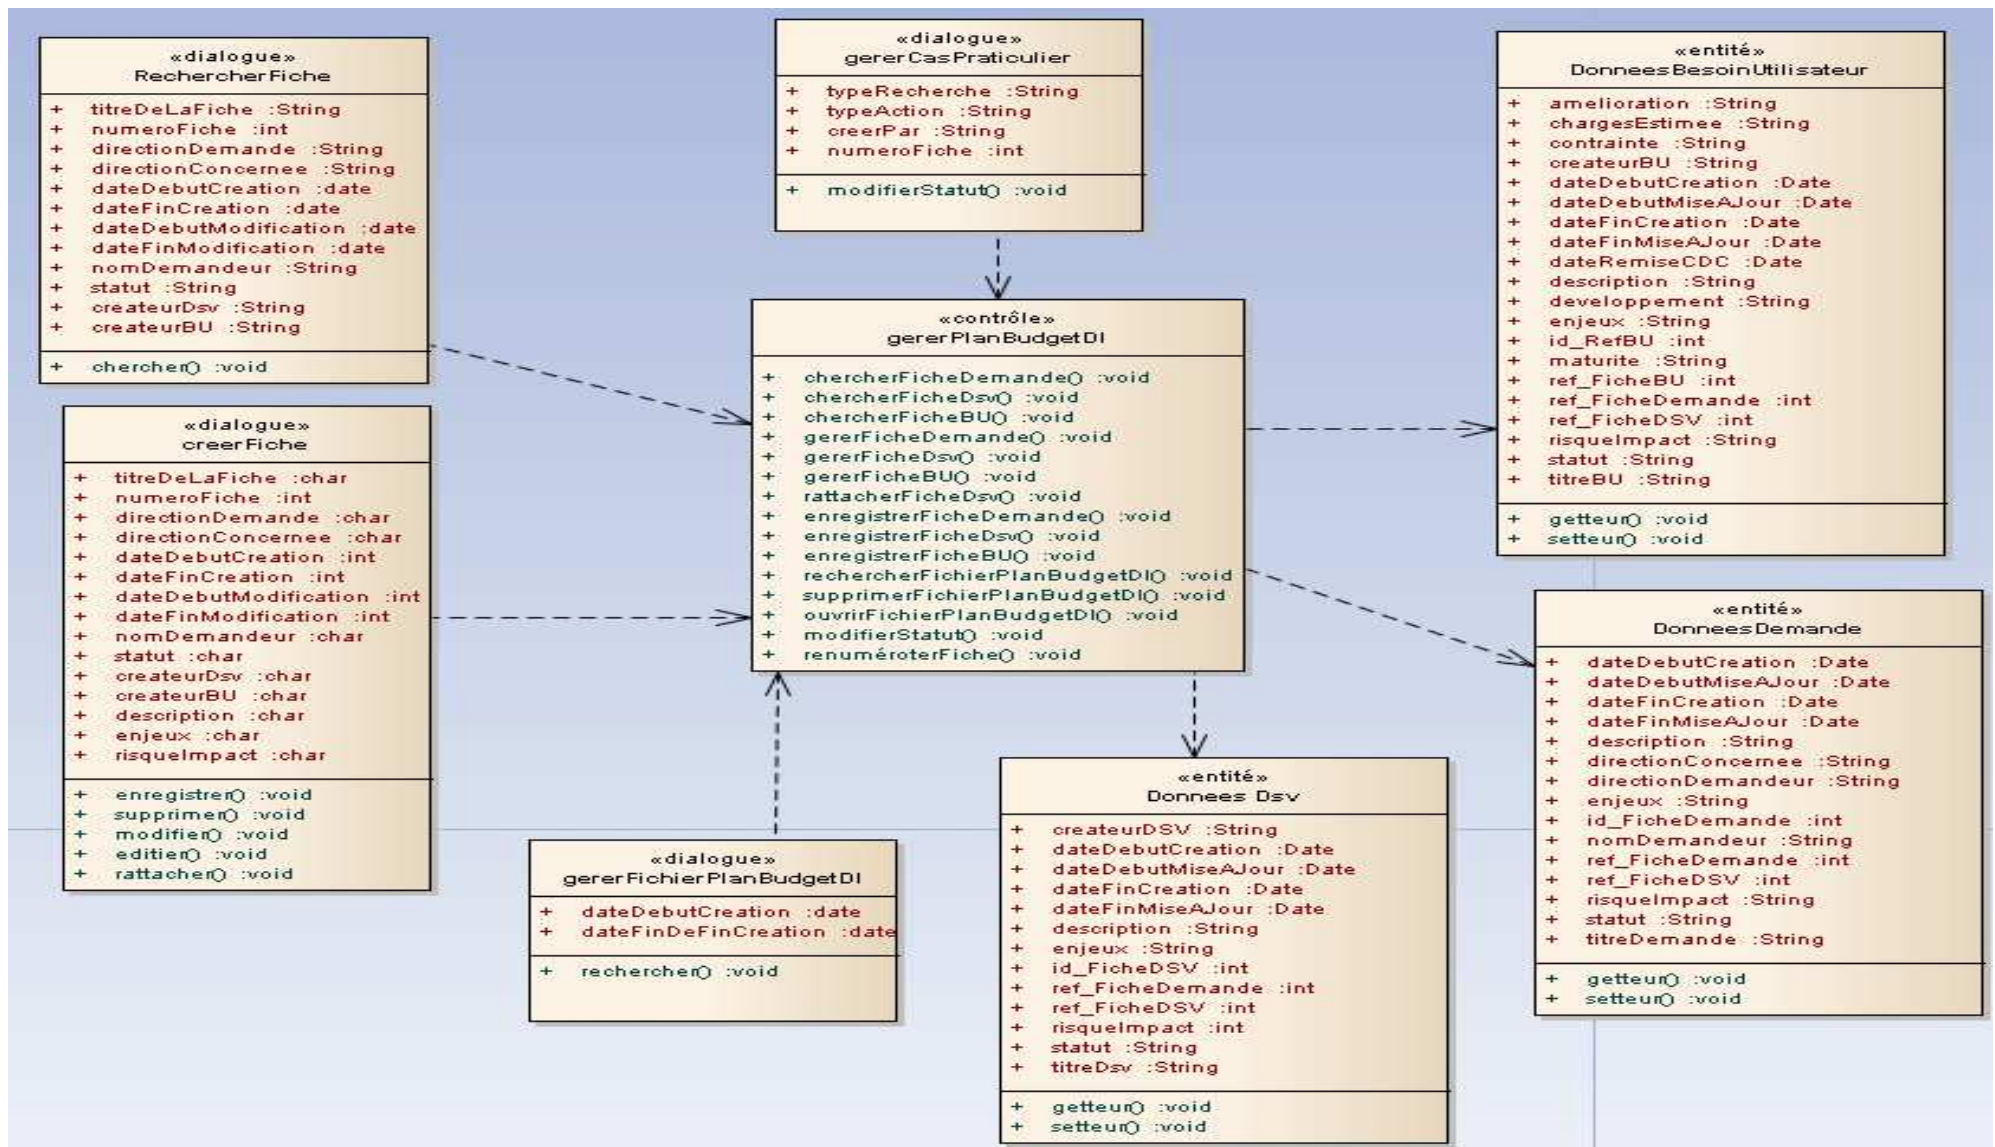 «dialogue»
RechercherFiche
+ titreDeLaFiche :String
+ numeroFiche :int
+ directionDemande :String
+ directionConcernee :String
+ dateDebutCreation :date
+ dateFinCreation :date
+ dateDebutModification :date
+ dateFinModification :date
+ nomDemandeur :String
+ statut :String
+ createurDsv :String
+ createurBU :String
+ chercher() :void
«dialogue»
creerFiche
+ titreDeLaFiche :char
+ numeroFiche :int
+ directionDemande :char
+ directionConcernee :char
+ dateDebutCreation :int
+ dateFinCreation :int
+ dateDebutModification :int
+ dateFinModification :int
+ nomDemandeur :char
+ statut :char
+ createurDsv :char
+ createurBU :char
+ description :char
+ enjeux :char
+ risqueImpact :char
+ enregistrer() :void
+ supprimer() :void
+ modifier() :void
+ editier() :void
+ rattacher() :void
«dialogue»
gererCasPraticulier
+ typeRecherche :String
+ typeAction :String
+ creerPar :String
+ numeroFiche :int
+ modifierStatut() :void
«contrôle»
gererPlanBudgetDI
+ chercherFicheDemande() :void
+ chercherFicheDsv() :void
+ chercherFicheBU() :void
+ gererFicheDemande() :void
+ gererFicheDsv() :void
+ gererFicheBU() :void
+ rattacherFicheDsv() :void
+ enregistrerFicheDemande() :void
+ enregistrerFicheDsv() :void
+ enregistrerFicheBU() :void
+ rechercherFichierPlanBudgetDI() :void
+ supprimerFichierPlanBudgetDI() :void
+ ouvrirFichierPlanBudgetDI() :void
+ modifierStatut() :void
+ renuméroterFiche() :void
«dialogue»
gererFichierPlanBudgetDI
+ dateDebutCreation :date
+ dateFinDeFinCreation :date
+ rechercher() :void
«entité»
Donnees Dsv
+ createurDSV :String
+ dateDebutCreation :Date
+ dateDebutMiseAJour :Date
+ dateFinCreation :Date
+ dateFinMiseAJour :Date
+ description :String
+ enjeux :String
+ id_FicheDSV :int
+ ref_FicheDemande :int
+ ref_FicheDSV :int
+ risqueImpact :int
+ statut :String
+ titreDsv :String
+ getteur() :void
+ setteur() :void
«entité»
DonneesBesoinUtilisateur
+ amelioration :String
+ chargesEstimee :String
+ contrainte :String
+ createurBU :String
+ dateDebutCreation :Date
+ dateDebutMiseAJour :Date
+ dateFinCreation :Date
+ dateFinMiseAJour :Date
+ dateRemiseCDC :Date
+ description :String
+ developpement :String
+ enjeux :String
+ id_RefBU :int
+ maturite :String
+ ref_FicheBU :int
+ ref_FicheDemande :int
+ ref_FicheDSV :int
+ risqueImpact :String
+ statut :String
+ titreBU :String
+ getteur() :void
+ setteur() :void
«entité»
DonneesDemande
+ dateDebutCreation :Date
+ dateDebutMiseAJour :Date
+ dateFinCreation :Date
+ dateFinMiseAJour :Date
+ description :String
+ directionConcernee :String
+ directionDemandeur :String
+ enjeux :String
+ id_FicheDemande :int
+ nomDemandeur :String
+ ref_FicheDemande :int
+ ref_FicheDSV :int
+ risqueImpact :String
+ statut :String
+ titreDemande :String
+ getteur() :void
+ setteur() :void